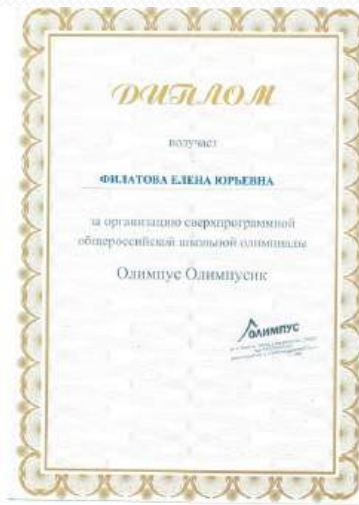 ДИПЛОМ
получает
ФИЛАТОВА ЕЛЕНА ЮРЬЕВНА
за организацию сверхпрограммной
общероссийской школьной олимпиады
Олимпус Олимпусик
ОЛИМПУС